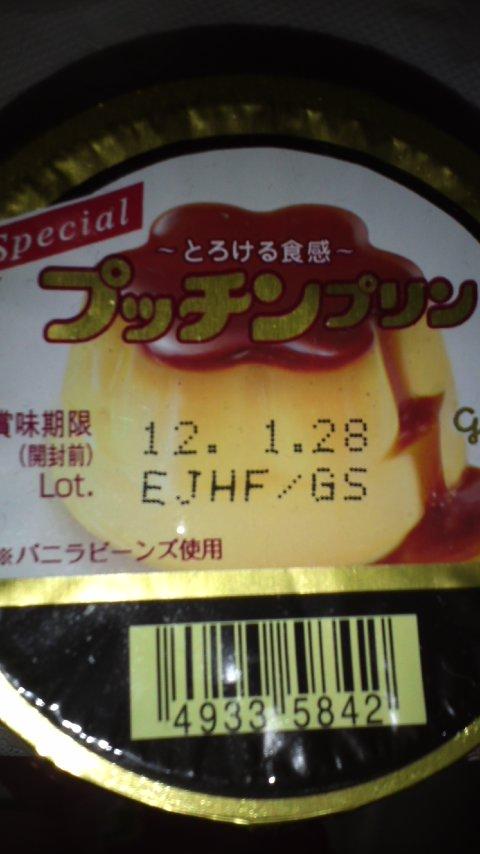 Special
~とろける食感~
プッチンプリン
賞味期限 12. 1.28
(開封前)
Lot. EJHF/GS
※バニラビーンズ使用
4933 5842